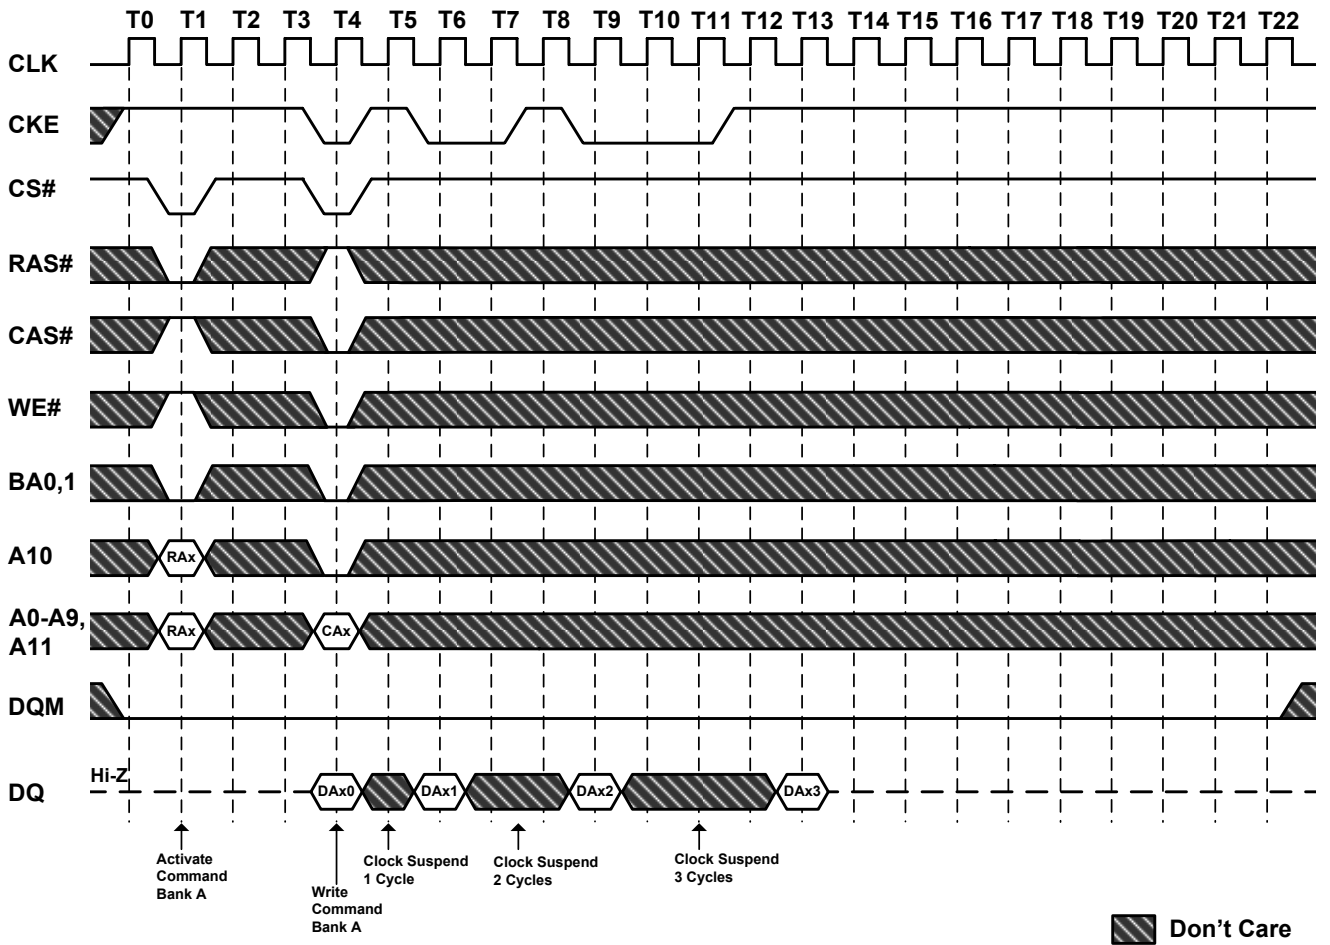 T0 T1 T2 T3 T4 T5 T6 T7 T8 T9 T10 T11 T12 T13 T14 T15 T16 T17 T18 T19 T20 T21 T22
CLK
CKE
CS#
RAS#
CAS#
WE#
BA0,1
A10
RAx
A0-A9,
A11
RAx CAx
DQM
Hi-Z
DQ
DAx0 DAx1 DAx2 DAx3
Activate
Command
Bank A
Write
Command
Bank A
Clock Suspend
1 Cycle
Clock Suspend
2 Cycles
Clock Suspend
3 Cycles
Don't Care